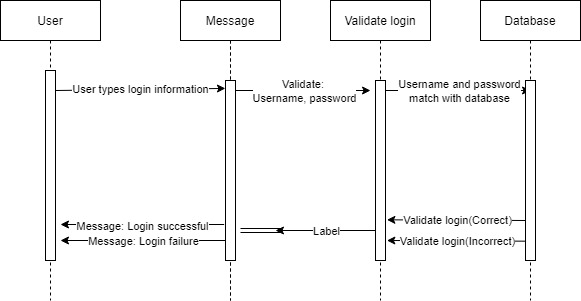 User
Message
Validate login
Database
User types login information
Validate:
Username, password
Username and password
match with database
Message: Login successful
Validate login(Correct)
Label
Message: Login failure
Validate login(Incorrect)